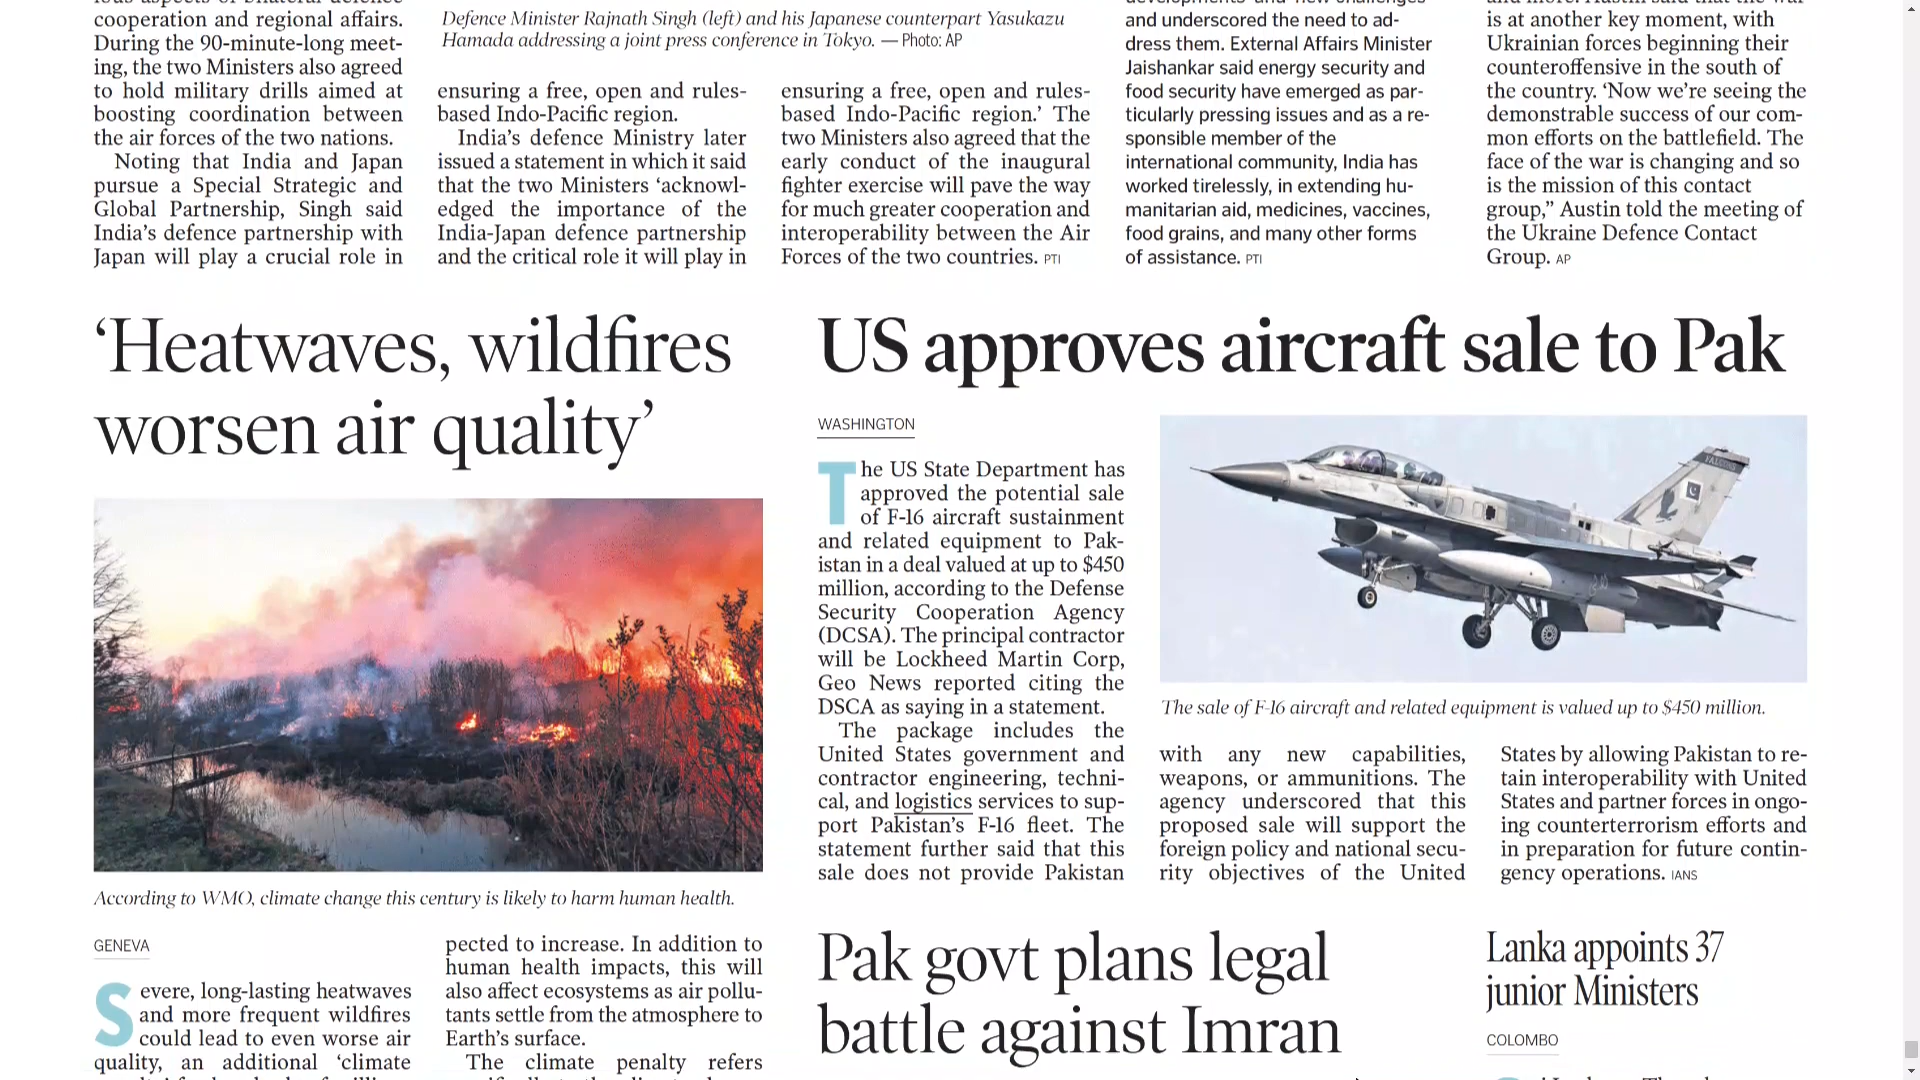 cooperation and regional affairs.
During the 90-minute-long meet-
ing, the two Ministers also agreed
to hold military drills aimed at
boosting coordination between
the air forces of the two nations.
Noting that India and Japan
pursue a Special Strategic and
Global Partnership, Singh said
India's defence partnership with
Japan will play a crucial role in
Defence Minister Rajnath Singh (left) and his Japanese counterpart Yasukazu
Hamada addressing a joint press conference in Tokyo. — Photo: AP
ensuring a free, open and rules-
based Indo-Pacific region.
India's defence Ministry later
issued a statement in which it said
that the two Ministers ‘acknowl-
edged the importance of the
India-Japan defence partnership
and the critical role it will play in
ensuring a free, open and rules-
based Indo-Pacific region.’ The
two Ministers also agreed that the
early conduct of the inaugural
fighter exercise will pave the way
for much greater cooperation and
interoperability between the Air
Forces of the two countries. PTI
and underscored the need to ad-
dress them. External Affairs Minister
Jaishankar said energy security and
food security have emerged as par-
ticularly pressing issues and as a re-
sponsible member of the
international community, India has
worked tirelessly, in extending hu-
manitarian aid, medicines, vaccines,
food grains, and many other forms
of assistance. PTI
is at another key moment, with
Ukrainian forces beginning their
counteroffensive in the south of
the country. ‘Now we're seeing the
demonstrable success of our com-
mon efforts on the battlefield. The
face of the war is changing and so
is the mission of this contact
group,” Austin told the meeting of
the Ukraine Defence Contact
Group. AP
‘Heatwaves, wildfires
worsen air quality’
According to WMO, climate change this century is likely to harm human health.
GENEVA
Severe, long-lasting heatwaves
and more frequent wildfires
could lead to even worse air
quality, an additional ‘climate
pected to increase. In addition to
human health impacts, this will
also affect ecosystems as air pollu-
tants settle from the atmosphere to
Earth's surface.
The climate penalty refers
US approves aircraft sale to Pak
WASHINGTON
The US State Department has
approved the potential sale
of F-16 aircraft sustainment
and related equipment to Pak-
istan in a deal valued at up to $450
million, according to the Defense
Security Cooperation Agency
(DCSA). The principal contractor
will be Lockheed Martin Corp,
Geo News reported citing the
DSCA as saying in a statement.
The package includes the
United States government and
contractor engineering, techni-
cal, and logistics services to sup-
port Pakistan's F-16 fleet. The
statement further said that this
sale does not provide Pakistan
FALCONS
The sale of F-16 aircraft and related equipment is valued up to $450 million.
with any new capabilities,
weapons, or ammunitions. The
agency underscored that this
proposed sale will support the
foreign policy and national secu-
rity objectives of the United
States by allowing Pakistan to re-
tain interoperability with United
States and partner forces in ongo-
ing counterterrorism efforts and
in preparation for future contin-
gency operations. IANS
Pak govt plans legal
battle against Imran
Lanka appoints 37
junior Ministers
COLOMBO